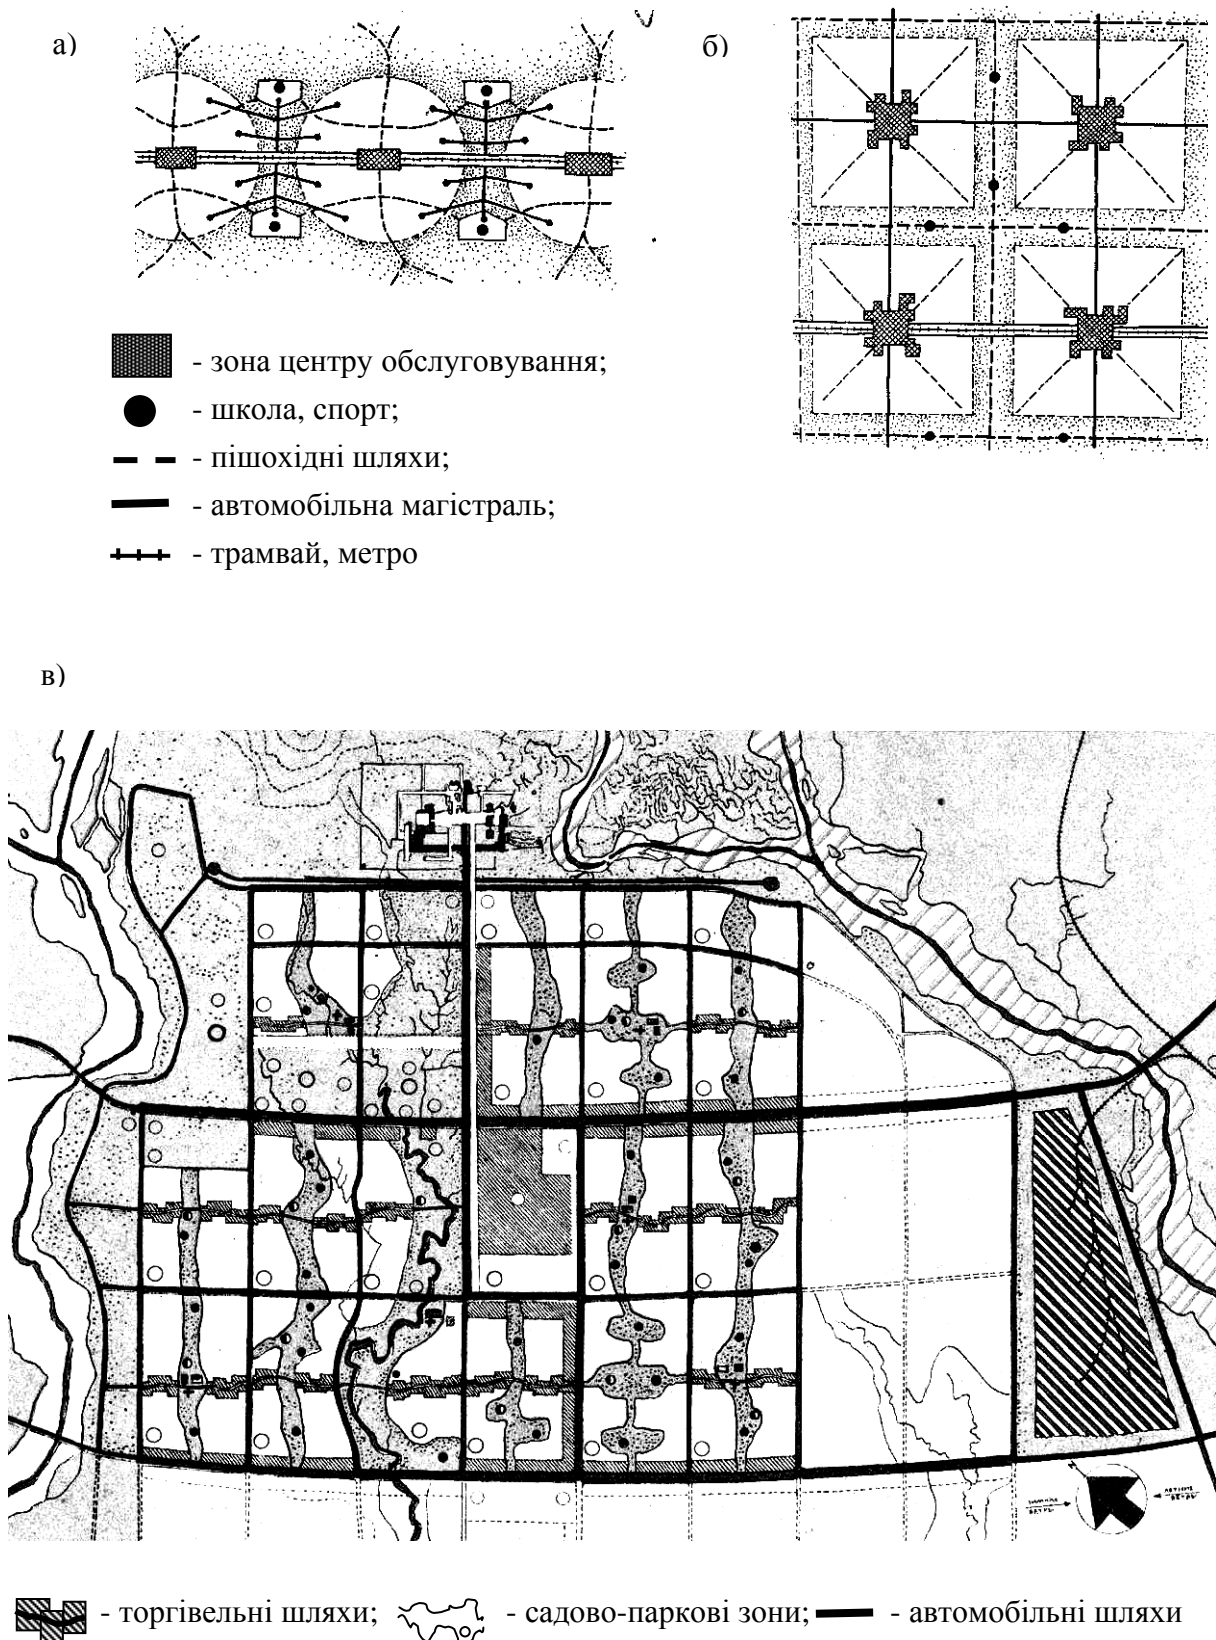 а)
б)
- зона центру обслуговування;
- школа, спорт;
- пішохідні шляхи;
- автомобільна магістраль;
- трамвай, метро
в)
- торгівельні шляхи;
- садово-паркові зони;
- автомобільні шляхи